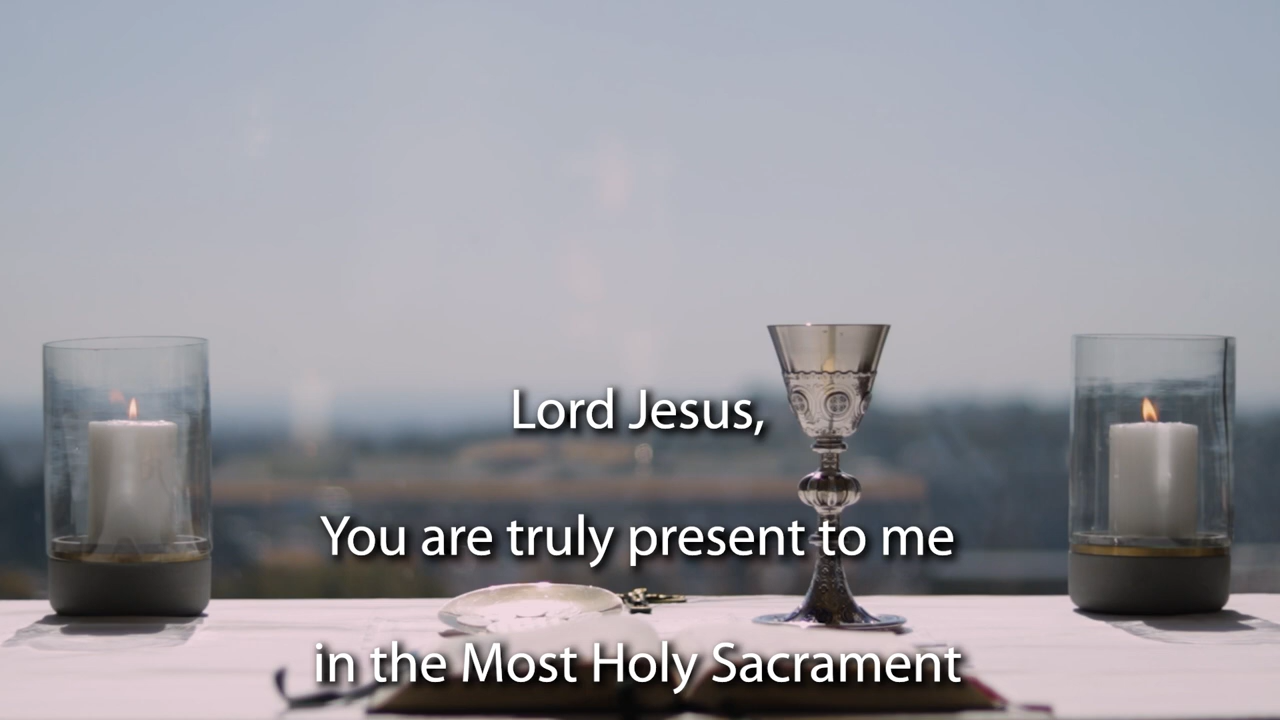 Lord Jesus,
You are truly present to me
in the Most Holy Sacrament